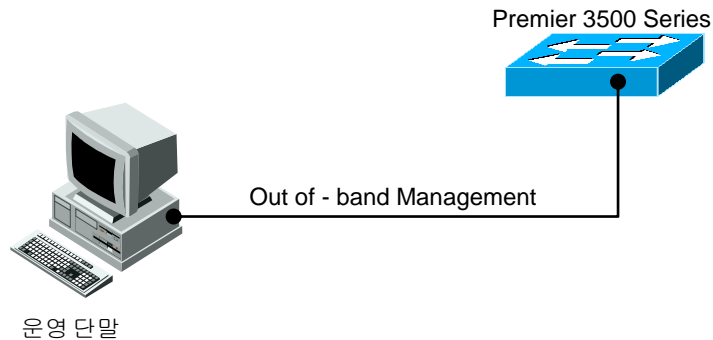 Premier 3500 Series
Out of - band Management
운영 단말